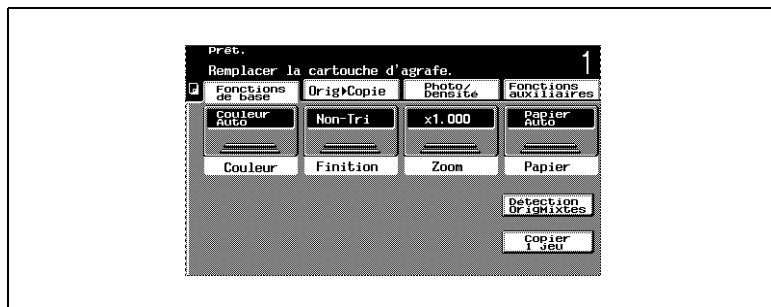 Prêt.
Remplacer la cartouche d'agrafe.
1
Fonctions
de base
Orig▸Copie
Photo/
Densité
Fonctions
auxiliaires
Couleur
Auto
Non-Tri
x1.000
Papier
Auto
Couleur
Finition
Zoom
Papier
Détection
OrigMixtes
Copier
1 jeu